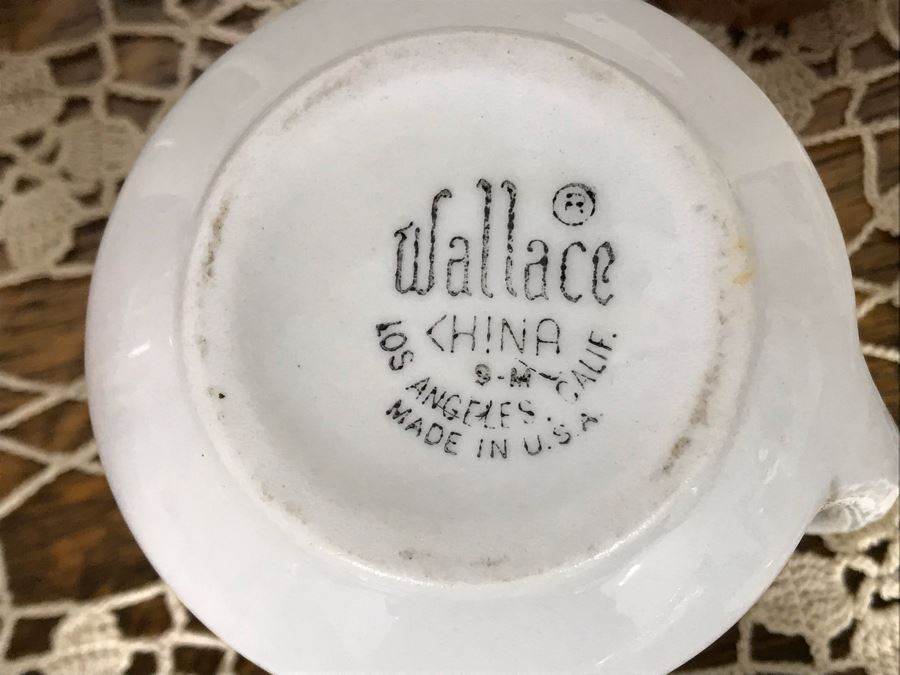 Wallace ®
CHINA
9-M
LOS ANGELES. CALIF.
MADE IN U.S.A.